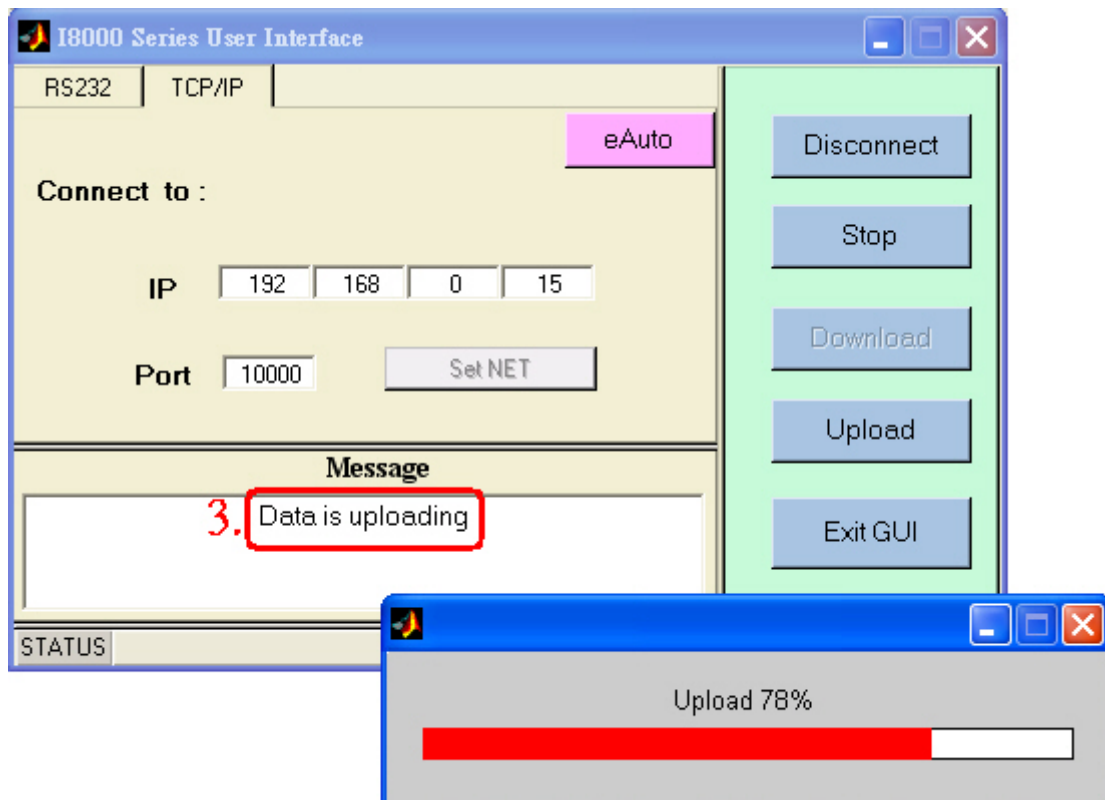 I8000 Series User Interface
RS232 TCP/IP
eAuto
Connect to :
IP 192 168 0 15
Port 10000 Set NET
Message
3. Data is uploading
STATUS
Disconnect
Stop
Download
Upload
Exit GUI
Upload 78%